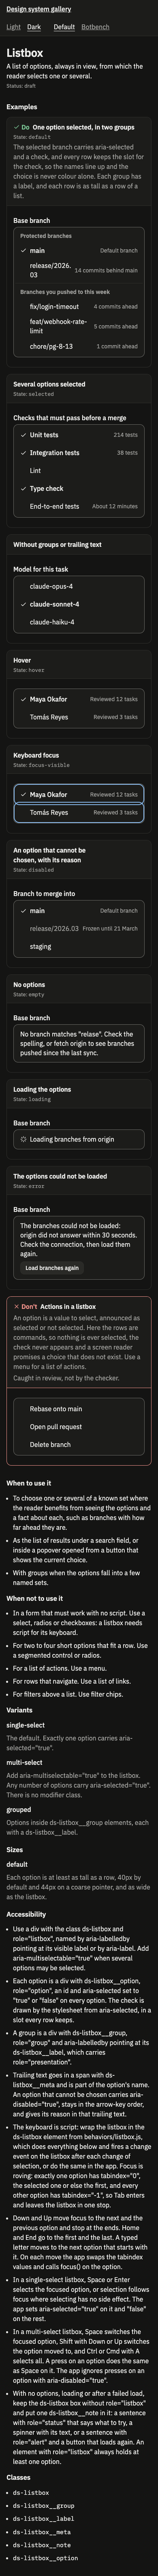 Design system gallery
Light Dark Default Botbench
Listbox
A list of options, always in view, from which the
reader selects one or several.
Status: draft
Examples
Do One option selected, in two groups
State: default
The selected branch carries aria-selected
and a check, and every row keeps the slot for
the check, so the names line up and the
choice is never colour alone. Each group has
a label, and each row is as tall as a row of a
list.
Base branch
Protected branches
main Default branch
release/2026.
03 14 commits behind main
Branches you pushed to this week
fix/login-timeout 4 commits ahead
feat/webhook-rate-
limit 5 commits ahead
chore/pg-8-13 1 commit ahead
Several options selected
State: selected
Checks that must pass before a merge
Unit tests 214 tests
Integration tests 38 tests
Lint
Type check
End-to-end tests About 12 minutes
Without groups or trailing text
Model for this task
claude-opus-4
claude-sonnet-4
claude-haiku-4
Hover
State: hover
Maya Okafor Reviewed 12 tasks
Tomás Reyes Reviewed 3 tasks
Keyboard focus
State: focus-visible
Maya Okafor Reviewed 12 tasks
Tomás Reyes Reviewed 3 tasks
An option that cannot be
chosen, with its reason
State: disabled
Branch to merge into
main Default branch
release/2026.03 Frozen until 21 March
staging
No options
State: empty
Base branch
No branch matches "relase". Check the
spelling, or fetch origin to see branches
pushed since the last sync.
Loading the options
State: loading
Base branch
Loading branches from origin
The options could not be loaded
State: error
Base branch
The branches could not be loaded:
origin did not answer within 30 seconds.
Check the connection, then load them
again.
Load branches again
Don't Actions in a listbox
An option is a value to select, announced as
selected or not selected. Here the rows are
commands, so nothing is ever selected, the
check never appears and a screen reader
promises a choice that does not exist. Use a
menu for a list of actions.
Caught in review, not by the checker.
Rebase onto main
Open pull request
Delete branch
When to use it
To choose one or several of a known set where
the reader benefits from seeing the options and
a fact about each, such as branches with how
far ahead they are.
As the list of results under a search field, or
inside a popover opened from a button that
shows the current choice.
With groups when the options fall into a few
named sets.
When not to use it
In a form that must work with no script. Use a
select, radios or checkboxes: a listbox needs
script for its keyboard.
For two to four short options that fit a row. Use
a segmented control or radios.
For a list of actions. Use a menu.
For rows that navigate. Use a list of links.
For filters above a list. Use filter chips.
Variants
single-select
The default. Exactly one option carries aria-
selected="true".
multi-select
Add aria-multiselectable="true" to the listbox.
Any number of options carry aria-selected="true".
There is no modifier class.
grouped
Options inside ds-listbox__group elements, each
with a ds-listbox__label.
Sizes
default
Each option is at least as tall as a row, 40px by
default and 44px on a coarse pointer, and as wide
as the listbox.
Accessibility
Use a div with the class ds-listbox and
role="listbox", named by aria-labelledby
pointing at its visible label or by aria-label. Add
aria-multiselectable="true" when several
options may be selected.
Each option is a div with ds-listbox__option,
role="option", an id and aria-selected set to
"true" or "false" on every option. The check is
drawn by the stylesheet from aria-selected, in a
slot every row keeps.
A group is a div with ds-listbox__group,
role="group" and aria-labelledby pointing at its
ds-listbox__label, which carries
role="presentation".
Trailing text goes in a span with ds-
listbox__meta and is part of the option's name.
An option that cannot be chosen carries aria-
disabled="true", stays in the arrow-key order,
and gives its reason in that trailing text.
The keyboard is script: wrap the listbox in the
ds-listbox element from behaviors/listbox.js,
which does everything below and fires a change
event on the listbox after each change of
selection, or do the same in the app. Focus is
roving: exactly one option has tabindex="0",
the selected one or else the first, and every
other option has tabindex="-1", so Tab enters
and leaves the listbox in one stop.
Down and Up move focus to the next and the
previous option and stop at the ends. Home and
End go to the first and the last. A typed
letter moves to the next option that starts with
it. On each move the app swaps the tabindex
values and calls focus() on the option.
In a single-select listbox, Space or Enter
selects the focused option, or selection follows
focus where selecting has no side effect. The
app sets aria-selected="true" on it and "false"
on the rest.
In a multi-select listbox, Space switches the
focused option, Shift with Down or Up switches
the option moved to, and Ctrl or Cmd with A
selects all. A press on an option does the same
as Space on it. The app ignores presses on an
option with aria-disabled="true".
With no options, loading or after a failed load,
keep the ds-listbox box without role="listbox"
and put one ds-listbox__note in it: a sentence
with role="status" that says what to try, a
spinner with its text, or a sentence with
role="alert" and a button that loads again. An
element with role="listbox" always holds at
least one option.
Classes
ds-listbox
ds-listbox__group
ds-listbox__label
ds-listbox__meta
ds-listbox__note
ds-listbox__option